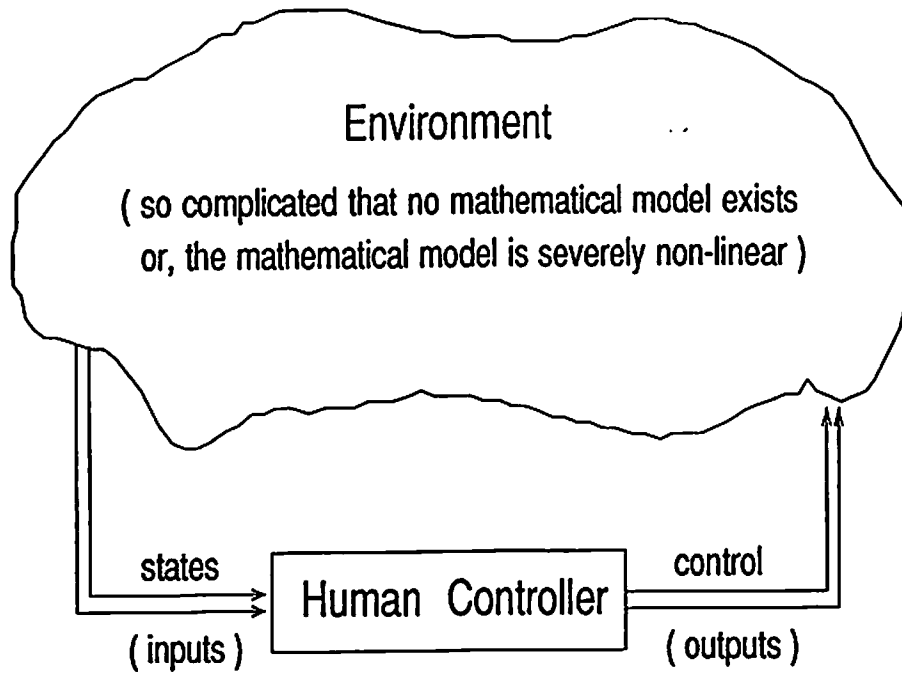 Environment
( so complicated that no mathematical model exists
or, the mathematical model is severely non-linear )
states
control
Human Controller
( inputs )
( outputs )